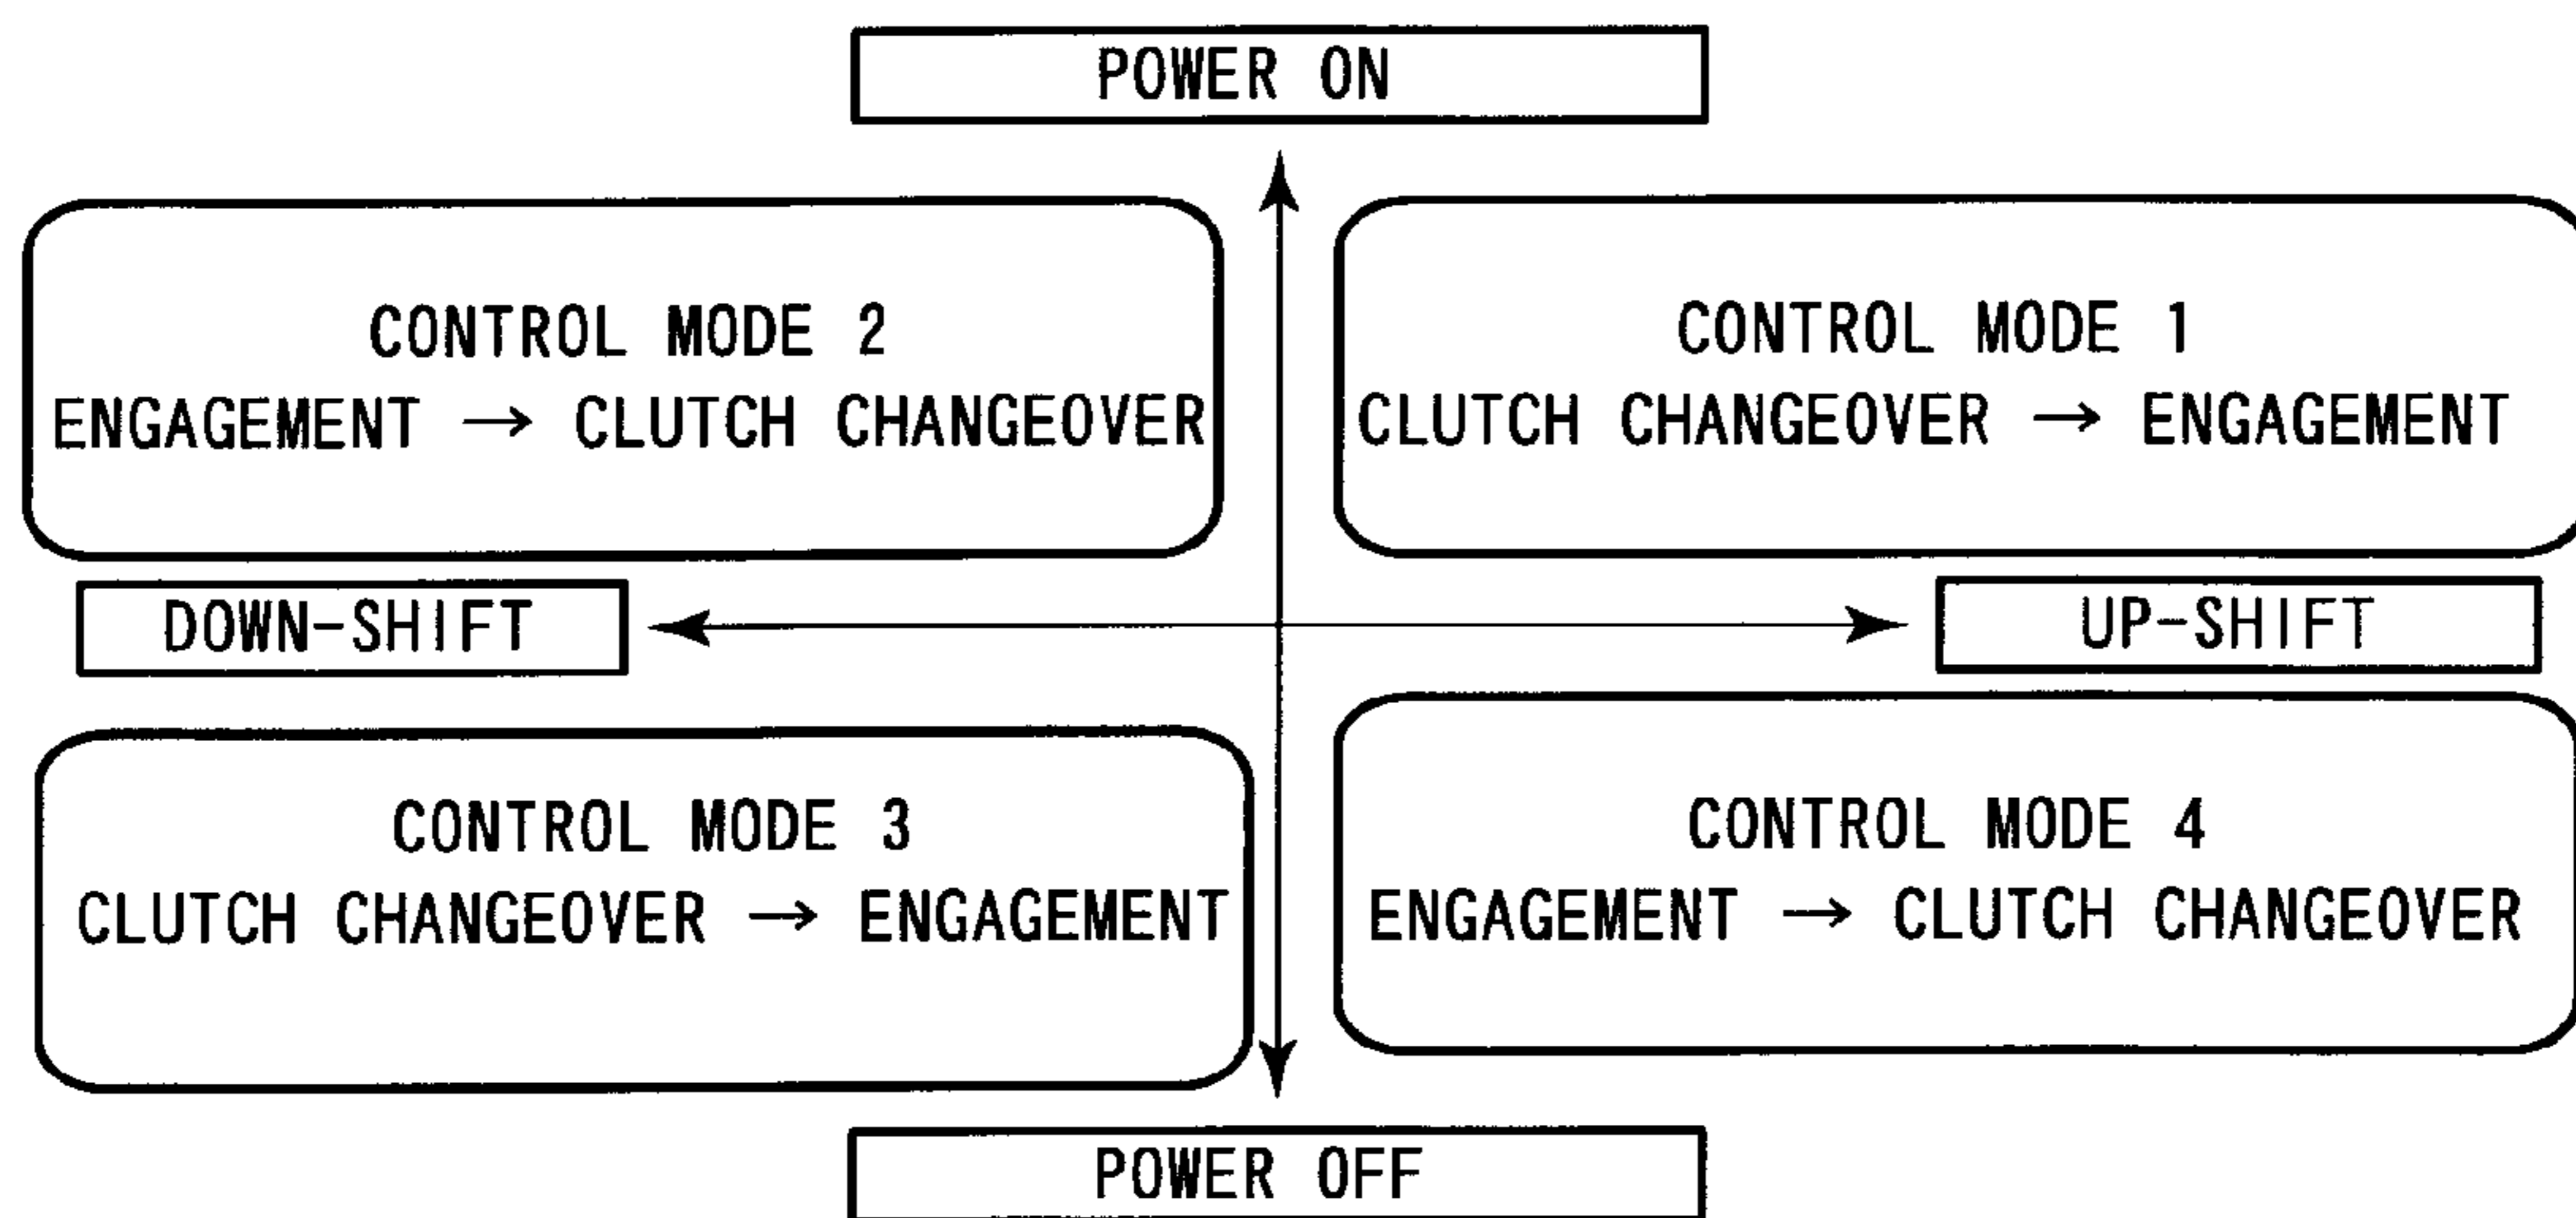 POWER ON
CONTROL MODE 2
ENGAGEMENT → CLUTCH CHANGEOVER
CONTROL MODE 1
CLUTCH CHANGEOVER → ENGAGEMENT
DOWN-SHIFT
UP-SHIFT
CONTROL MODE 3
CLUTCH CHANGEOVER → ENGAGEMENT
CONTROL MODE 4
ENGAGEMENT → CLUTCH CHANGEOVER
POWER OFF